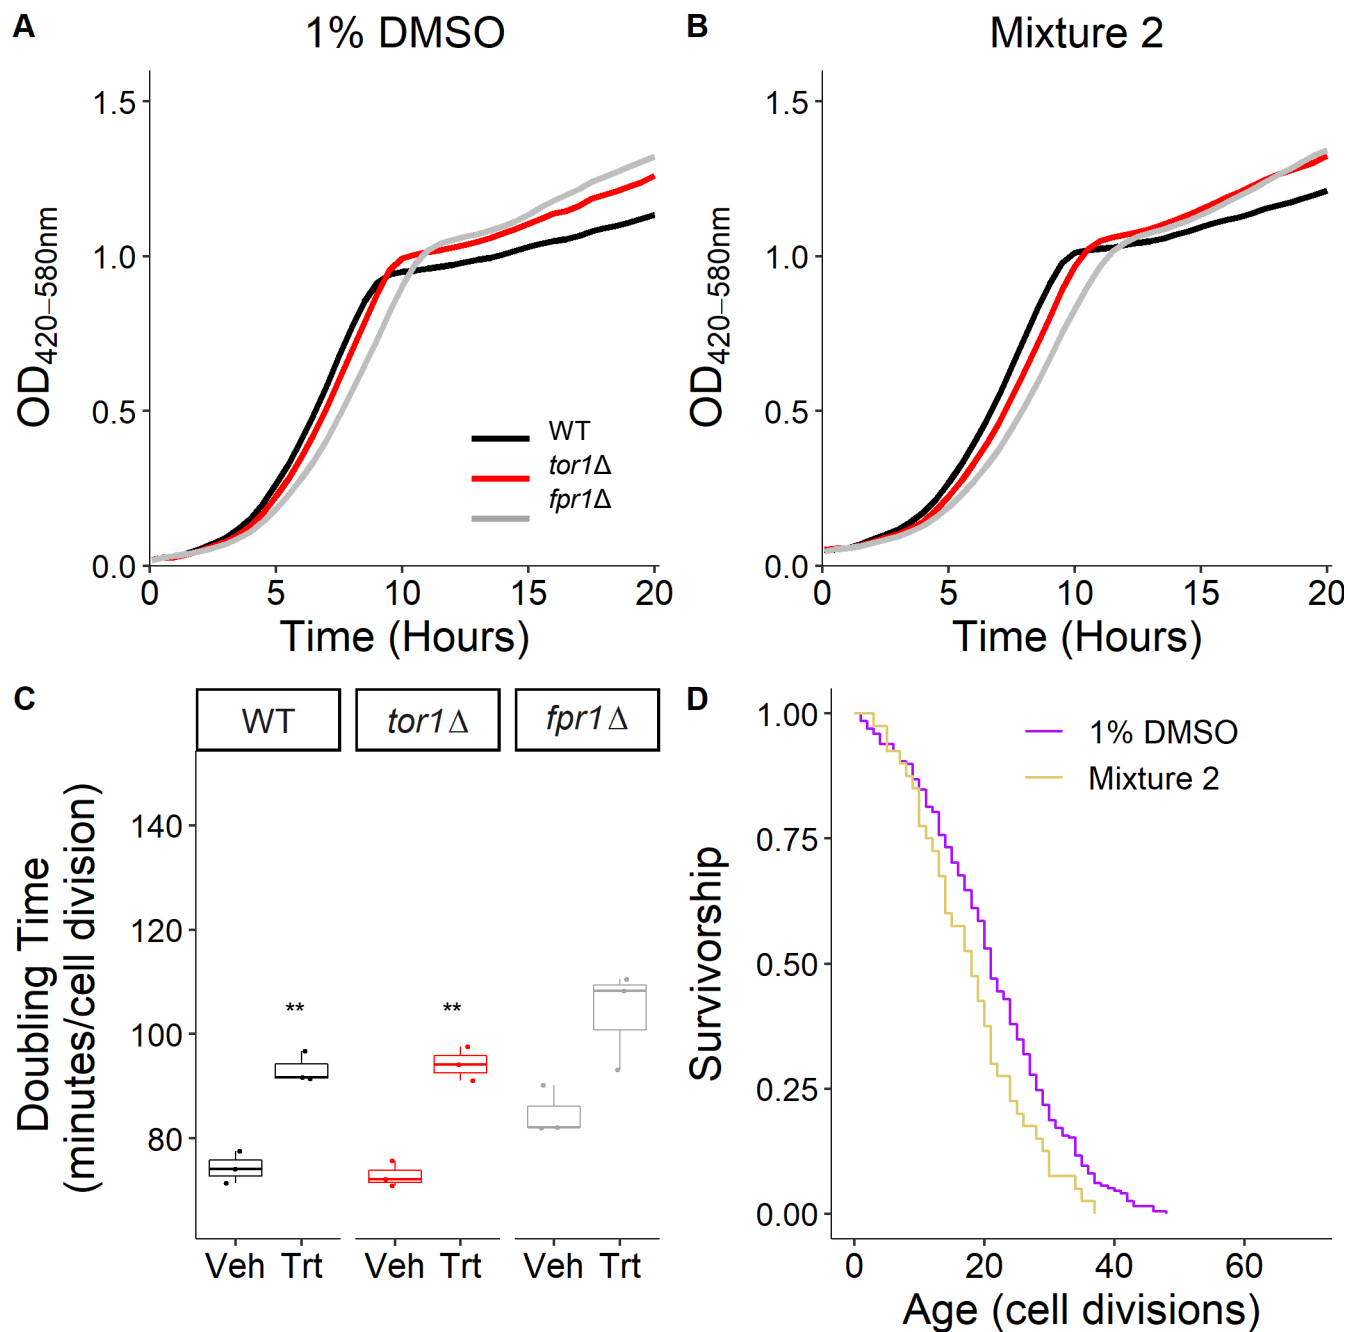 A
1% DMSO
1.5
1.0
0.5
0.0
OD420−580nm
WT
tor1Δ
fpr1Δ
0
5
10
15
20
Time (Hours)
B
Mixture 2
1.5
1.0
0.5
0.0
OD420−580nm
0
5
10
15
20
Time (Hours)
C
WT
tor1Δ
fpr1Δ
140
120
100
80
Doubling Time
(minutes/cell division)
**
**
Veh Trt
Veh Trt
Veh Trt
D
1.00
0.75
0.50
0.25
0.00
Survivorship
1% DMSO
Mixture 2
0
20
40
60
Age (cell divisions)